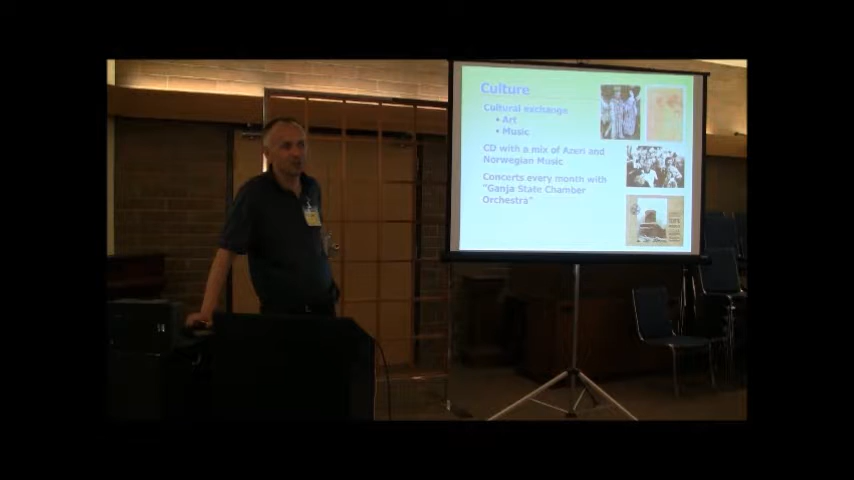 Culture
Cultural exchange
• Art
• Music
CD with a mix of Azeri and
Norwegian Music
Concerts every month with
"Ganja State Chamber
Orchestra"